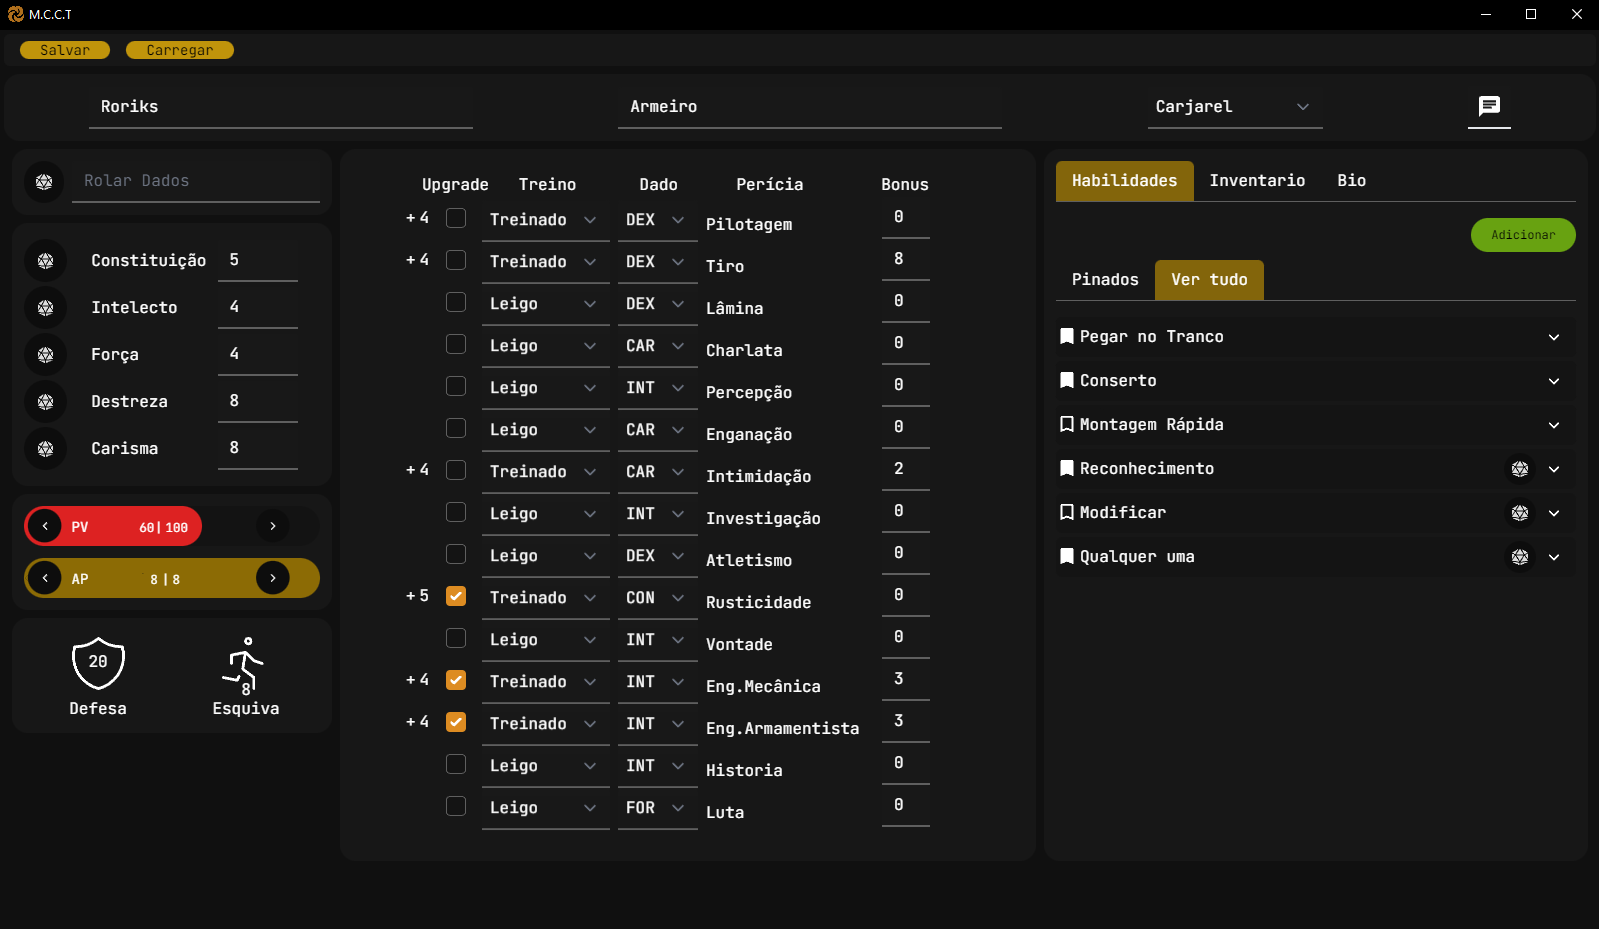 M.C.C.T
Salvar Carregar
Roriks Armeiro Carjarel
Rolar Dados
Constituição 5
Intelecto 4
Força 4
Destreza 8
Carisma 8
PV 60|100
AP 8|8
20 8
Defesa Esquiva
Upgrade Treino Dado Perícia Bonus
+4 Treinado DEX Pilotagem 0
+4 Treinado DEX Tiro 8
Leigo DEX Lâmina 0
Leigo CAR Charlata 0
Leigo INT Percepção 0
Leigo CAR Enganação 0
+4 Treinado CAR Intimidação 2
Leigo INT Investigação 0
Leigo DEX Atletismo 0
+5 Treinado CON Rusticidade 0
Leigo INT Vontade 0
+4 Treinado INT Eng.Mecânica 3
+4 Treinado INT Eng.Armamentista 3
Leigo INT Historia 0
Leigo FOR Luta 0
Habilidades Inventario Bio
Adicionar
Pinados Ver tudo
Pegar no Tranco
Conserto
Montagem Rápida
Reconhecimento
Modificar
Qualquer uma